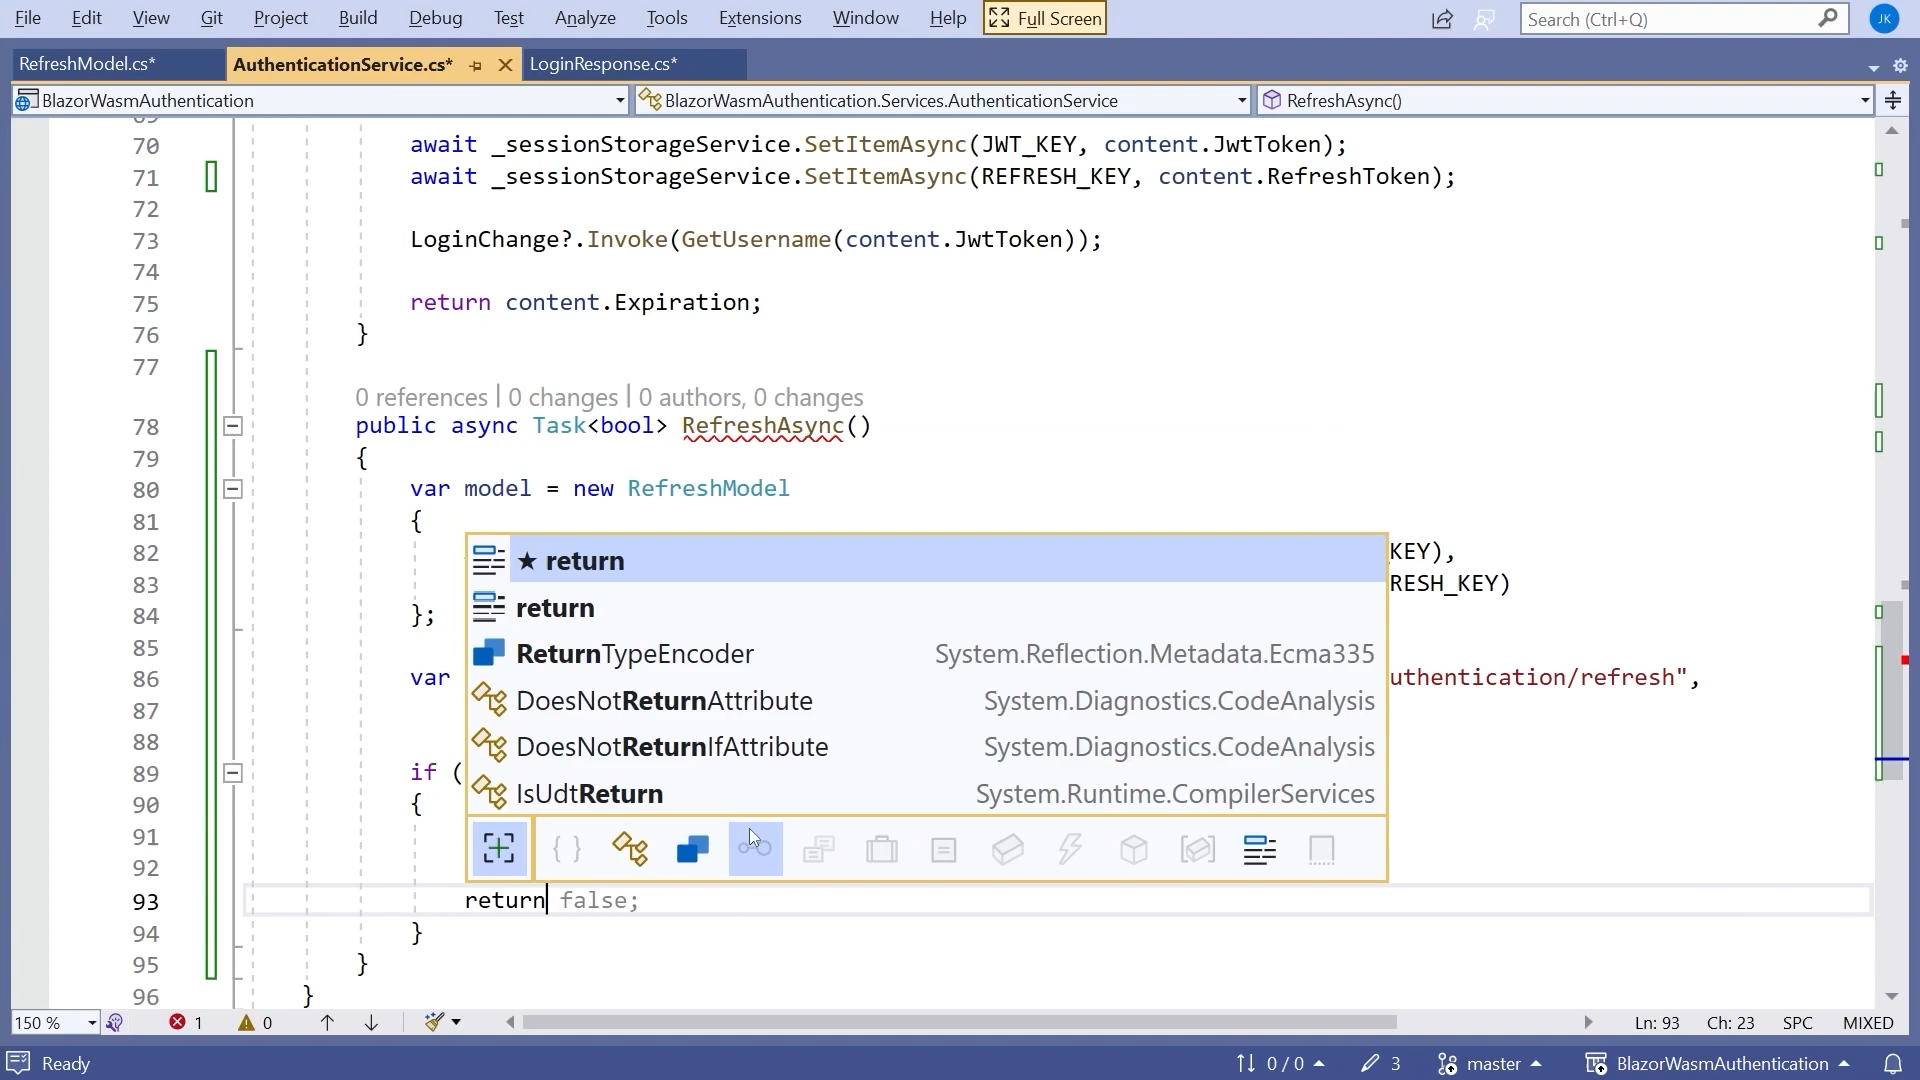 File Edit View Git Project Build Debug Test Analyze Tools Extensions Window Help Full Screen Search (Ctrl+Q) JK
RefreshModel.cs* AuthenticationService.cs* LoginResponse.cs*
BlazorWasmAuthentication BlazorWasmAuthentication.Services.AuthenticationService RefreshAsync()
69
70 await _sessionStorageService.SetItemAsync(JWT_KEY, content.JwtToken);
71 await _sessionStorageService.SetItemAsync(REFRESH_KEY, content.RefreshToken);
72
73 LoginChange?.Invoke(GetUsername(content.JwtToken));
74
75 return content.Expiration;
76 }
77
0 references | 0 changes | 0 authors, 0 changes
78 public async Task<bool> RefreshAsync()
79 {
80 var model = new RefreshModel
81 {
82 KEY),
83 RESH_KEY)
84 };
85
86 var uthentication/refresh",
87
88
89 if (
90 {
91
92
93 return false;
94 }
95 }
96 }
★ return
return
ReturnTypeEncoder System.Reflection.Metadata.Ecma335
DoesNotReturnAttribute System.Diagnostics.CodeAnalysis
DoesNotReturnIfAttribute System.Diagnostics.CodeAnalysis
IsUdtReturn System.Runtime.CompilerServices
150 % 1 0 Ln: 93 Ch: 23 SPC MIXED
Ready 0 / 0 3 master BlazorWasmAuthentication